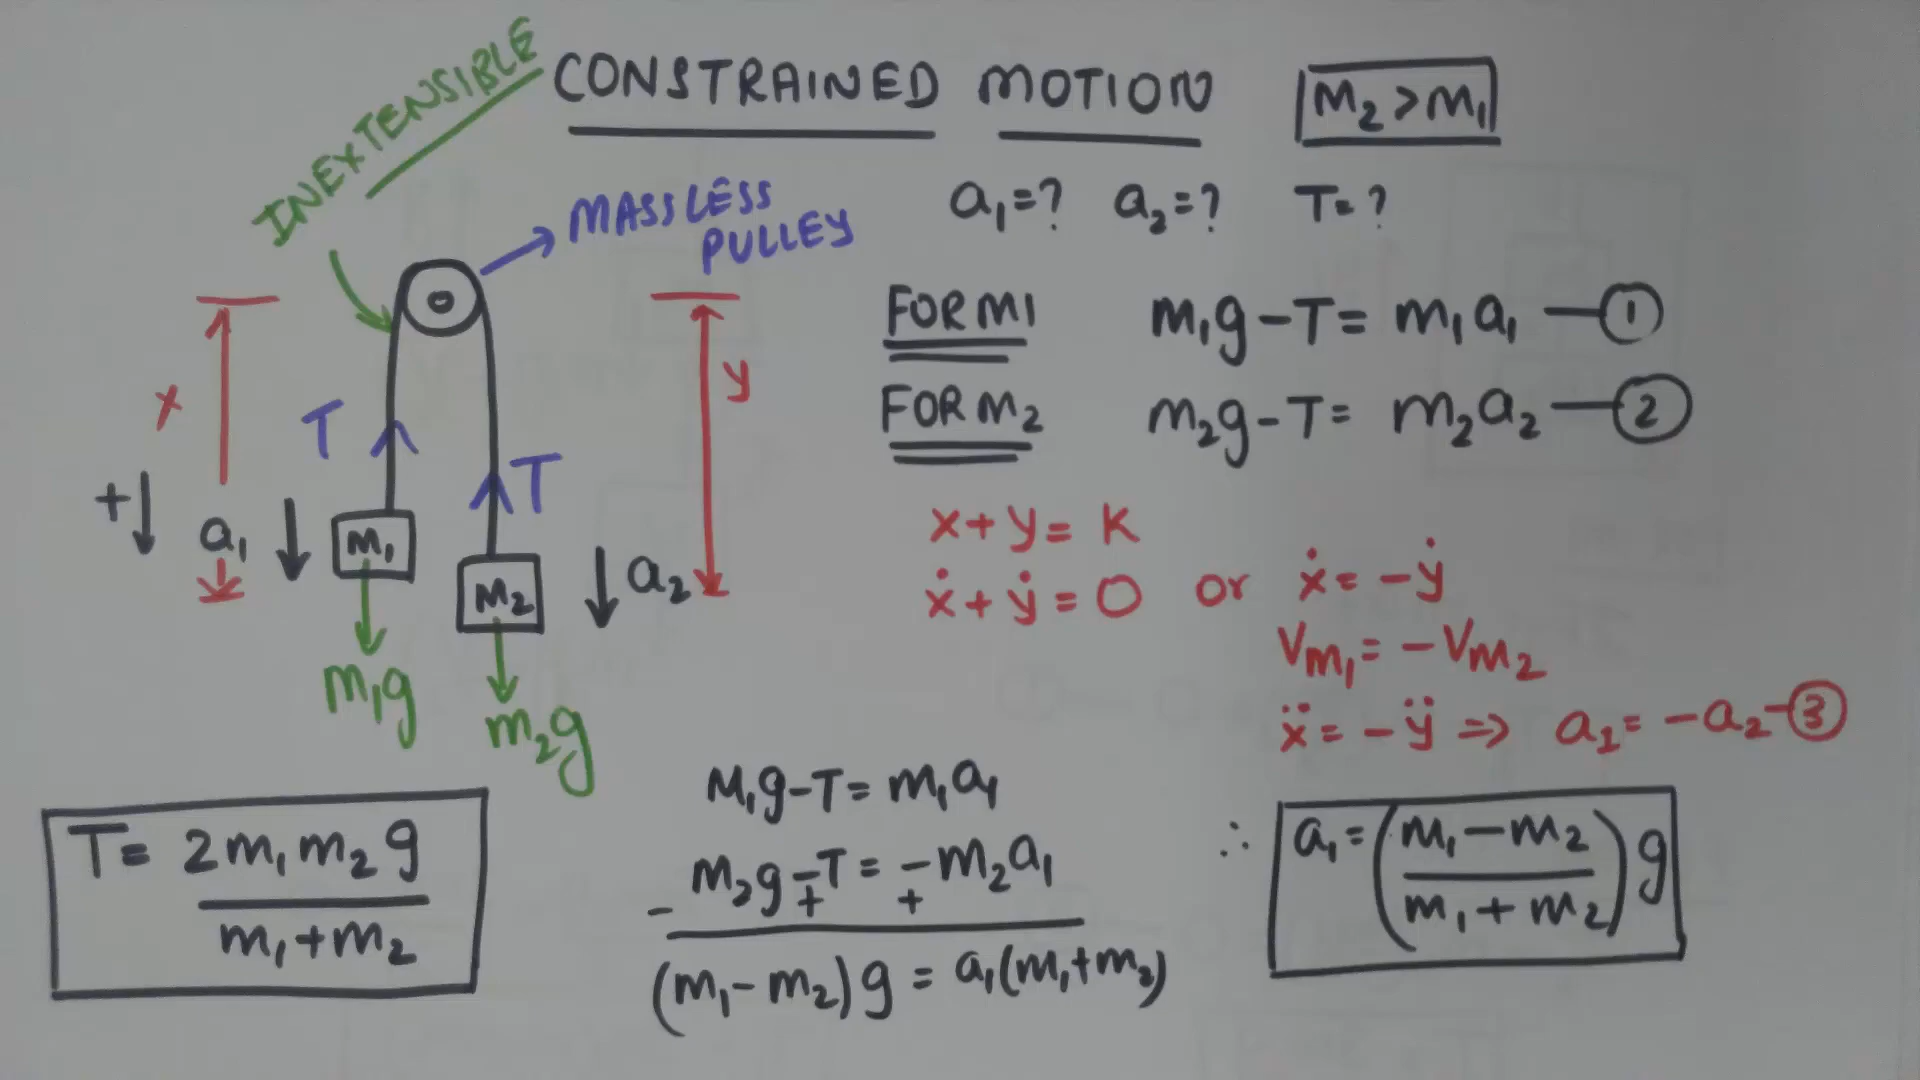 INEXTENSIBLE
CONSTRAINED MOTION
M₂>M₁
MASSLESS
PULLEY
a₁=? a₂=? T=?
FOR M1 m₁g-T= m₁a₁ —①
FOR M₂ m₂g-T= m₂a₂ —②
x
y
T
T
+↓ a₁ ↓
m₁
M₂
↓ a₂
m₁g
m₂g
x+y= K
ẋ+ẏ=0 or ẋ= -ẏ
Vm₁= -Vm₂
ẍ= -ÿ ⇒ a₁= -a₂-③
M₁g-T= m₁a₁
- M₂g-T= -m₂a₁
+ +
(m₁-m₂)g = a₁(m₁+m₂)
∴ a₁=(m₁-m₂/m₁+m₂)g
T= 2m₁m₂g
m₁+m₂